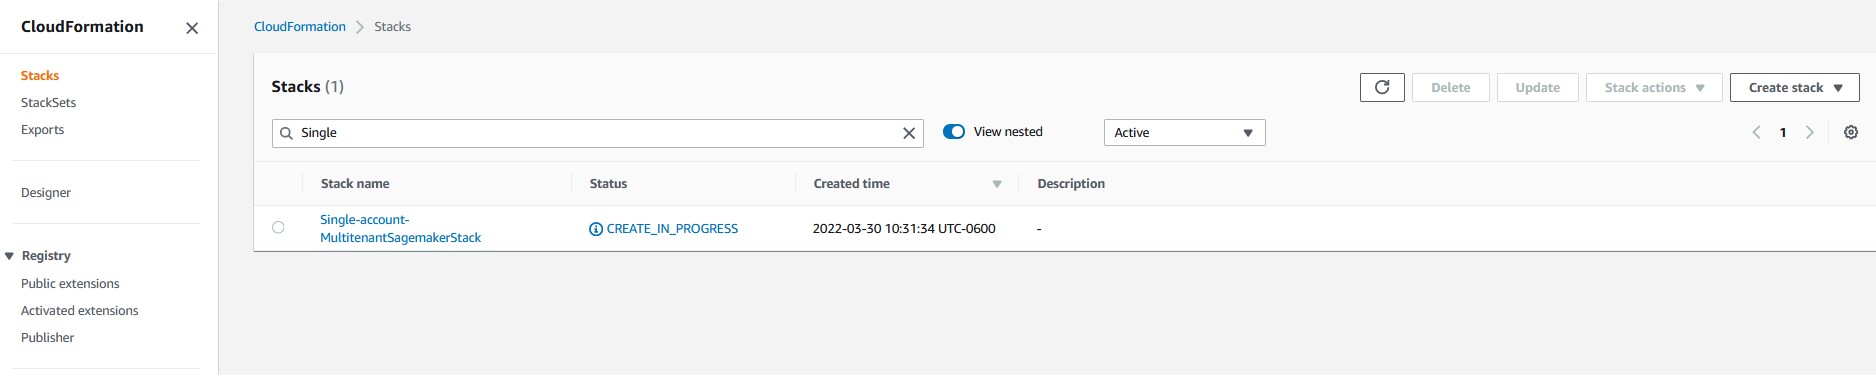 CloudFormation
Stacks
StackSets
Exports
Designer
Registry
Public extensions
Activated extensions
Publisher
CloudFormation Stacks
Stacks (1)
Delete Update Stack actions Create stack
Single View nested Active 1
Stack name Status Created time Description
Single-account-
MultitenantSagemakerStack
CREATE_IN_PROGRESS 2022-03-30 10:31:34 UTC-0600 -